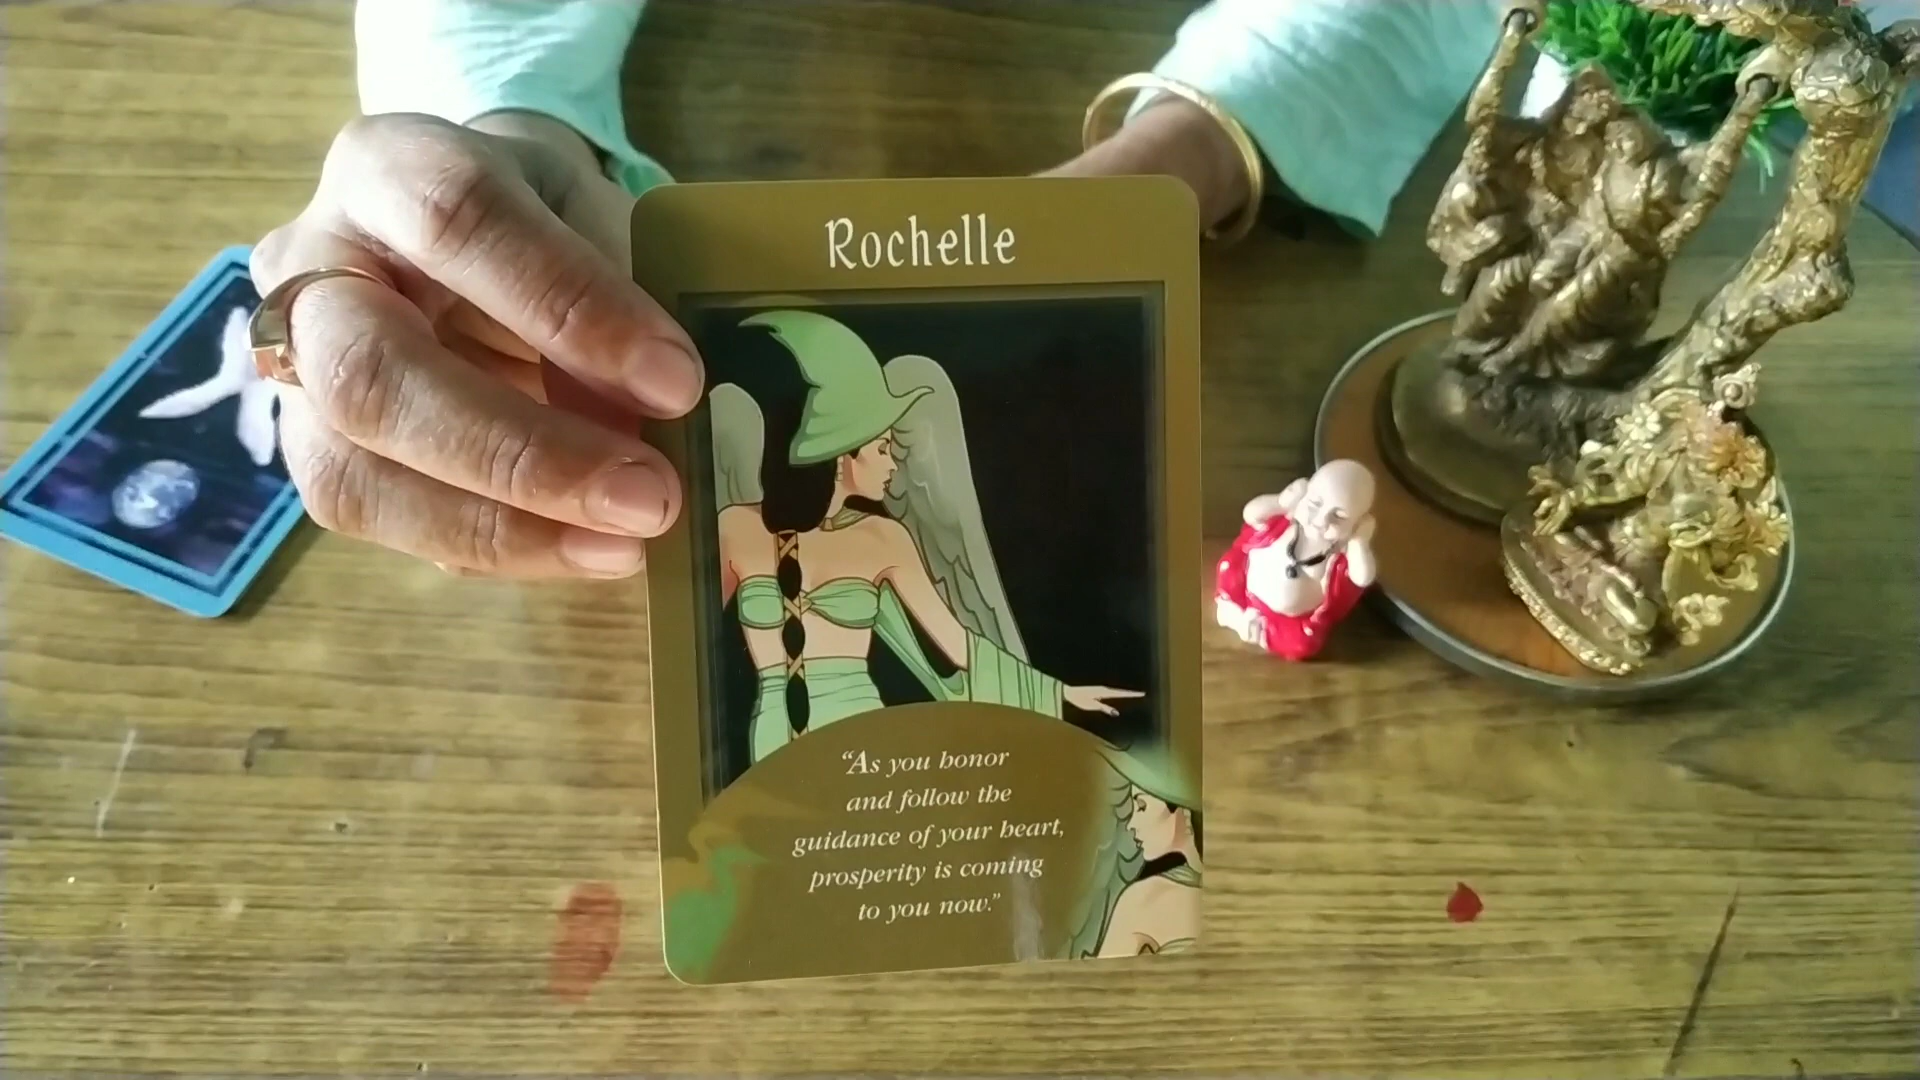 Rochelle
“As you honor
and follow the
guidance of your heart,
prosperity is coming
to you now.”